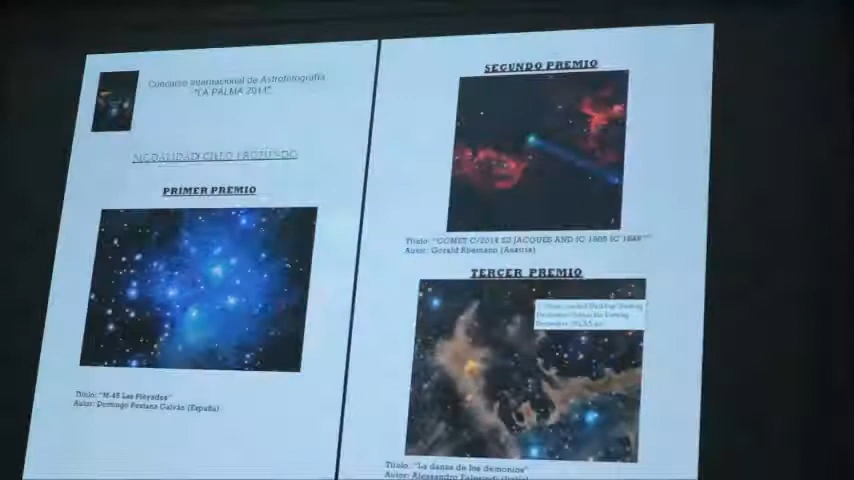 Concurso Internacional de Astrofotografía
"LA PALMA 2014"
MODALIDAD CIELO PROFUNDO
PRIMER PREMIO
Título: "M-45 Las Pléyades"
Autor: Domingo Pestana Galván (España)
SEGUNDO PREMIO
Título: "COMET C/2014 E2 JACQUES AND IC 1805 IC 1848"
Autor: Gerald Rhemann (Austria)
TERCER PREMIO
Título: "La danza de los demonios"
Autor: Alessandro